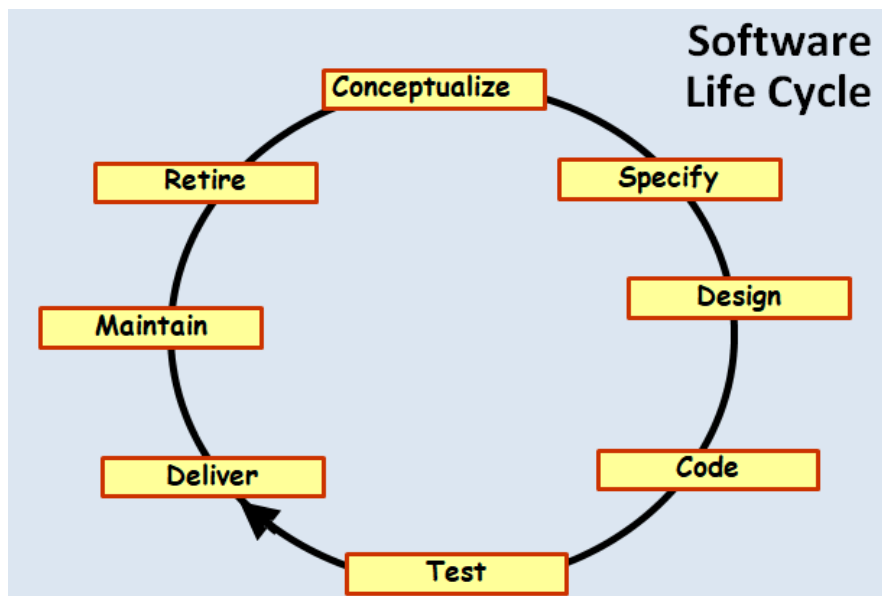 Software
Life Cycle
Conceptualize
Specify
Design
Code
Test
Deliver
Maintain
Retire